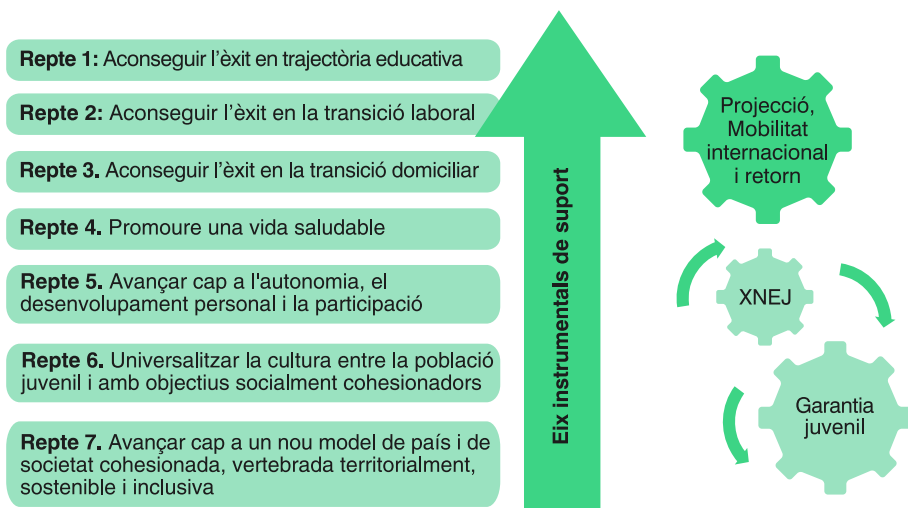 Repte 1: Aconseguir l’èxit en trajectòria educativa
Repte 2: Aconseguir l’èxit en la transició laboral
Repte 3. Aconseguir l’èxit en la transició domiciliar
Repte 4. Promoure una vida saludable
Repte 5. Avançar cap a l'autonomia, el
desenvolupament personal i la participació
Repte 6. Universalitzar la cultura entre la població
juvenil i amb objectius socialment cohesionadors
Repte 7. Avançar cap a un nou model de país i de
societat cohesionada, vertebrada territorialment,
sostenible i inclusiva
Eix instrumentals de suport
Projecció,
Mobilitat
internacional
i retorn
XNEJ
Garantia
juvenil